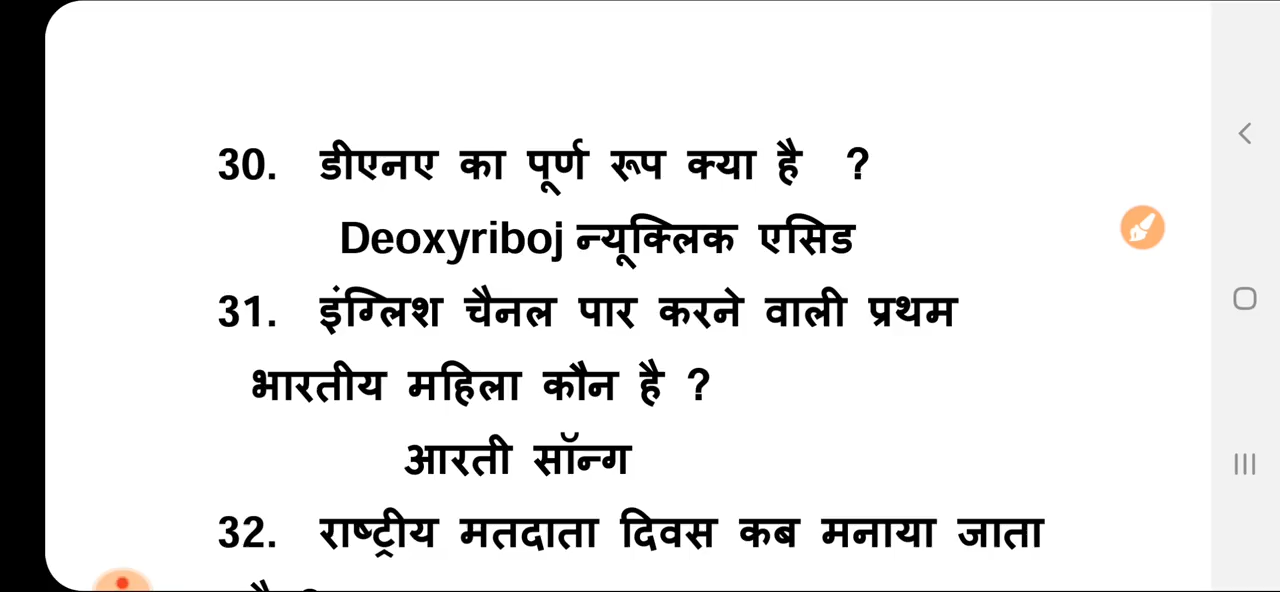 30. डीएनए का पूर्ण रूप क्या है ?
Deoxyriboj न्यूक्लिक एसिड
31. इंग्लिश चैनल पार करने वाली प्रथम
भारतीय महिला कौन है ?
आरती सॉन्ग
32. राष्ट्रीय मतदाता दिवस कब मनाया जाता